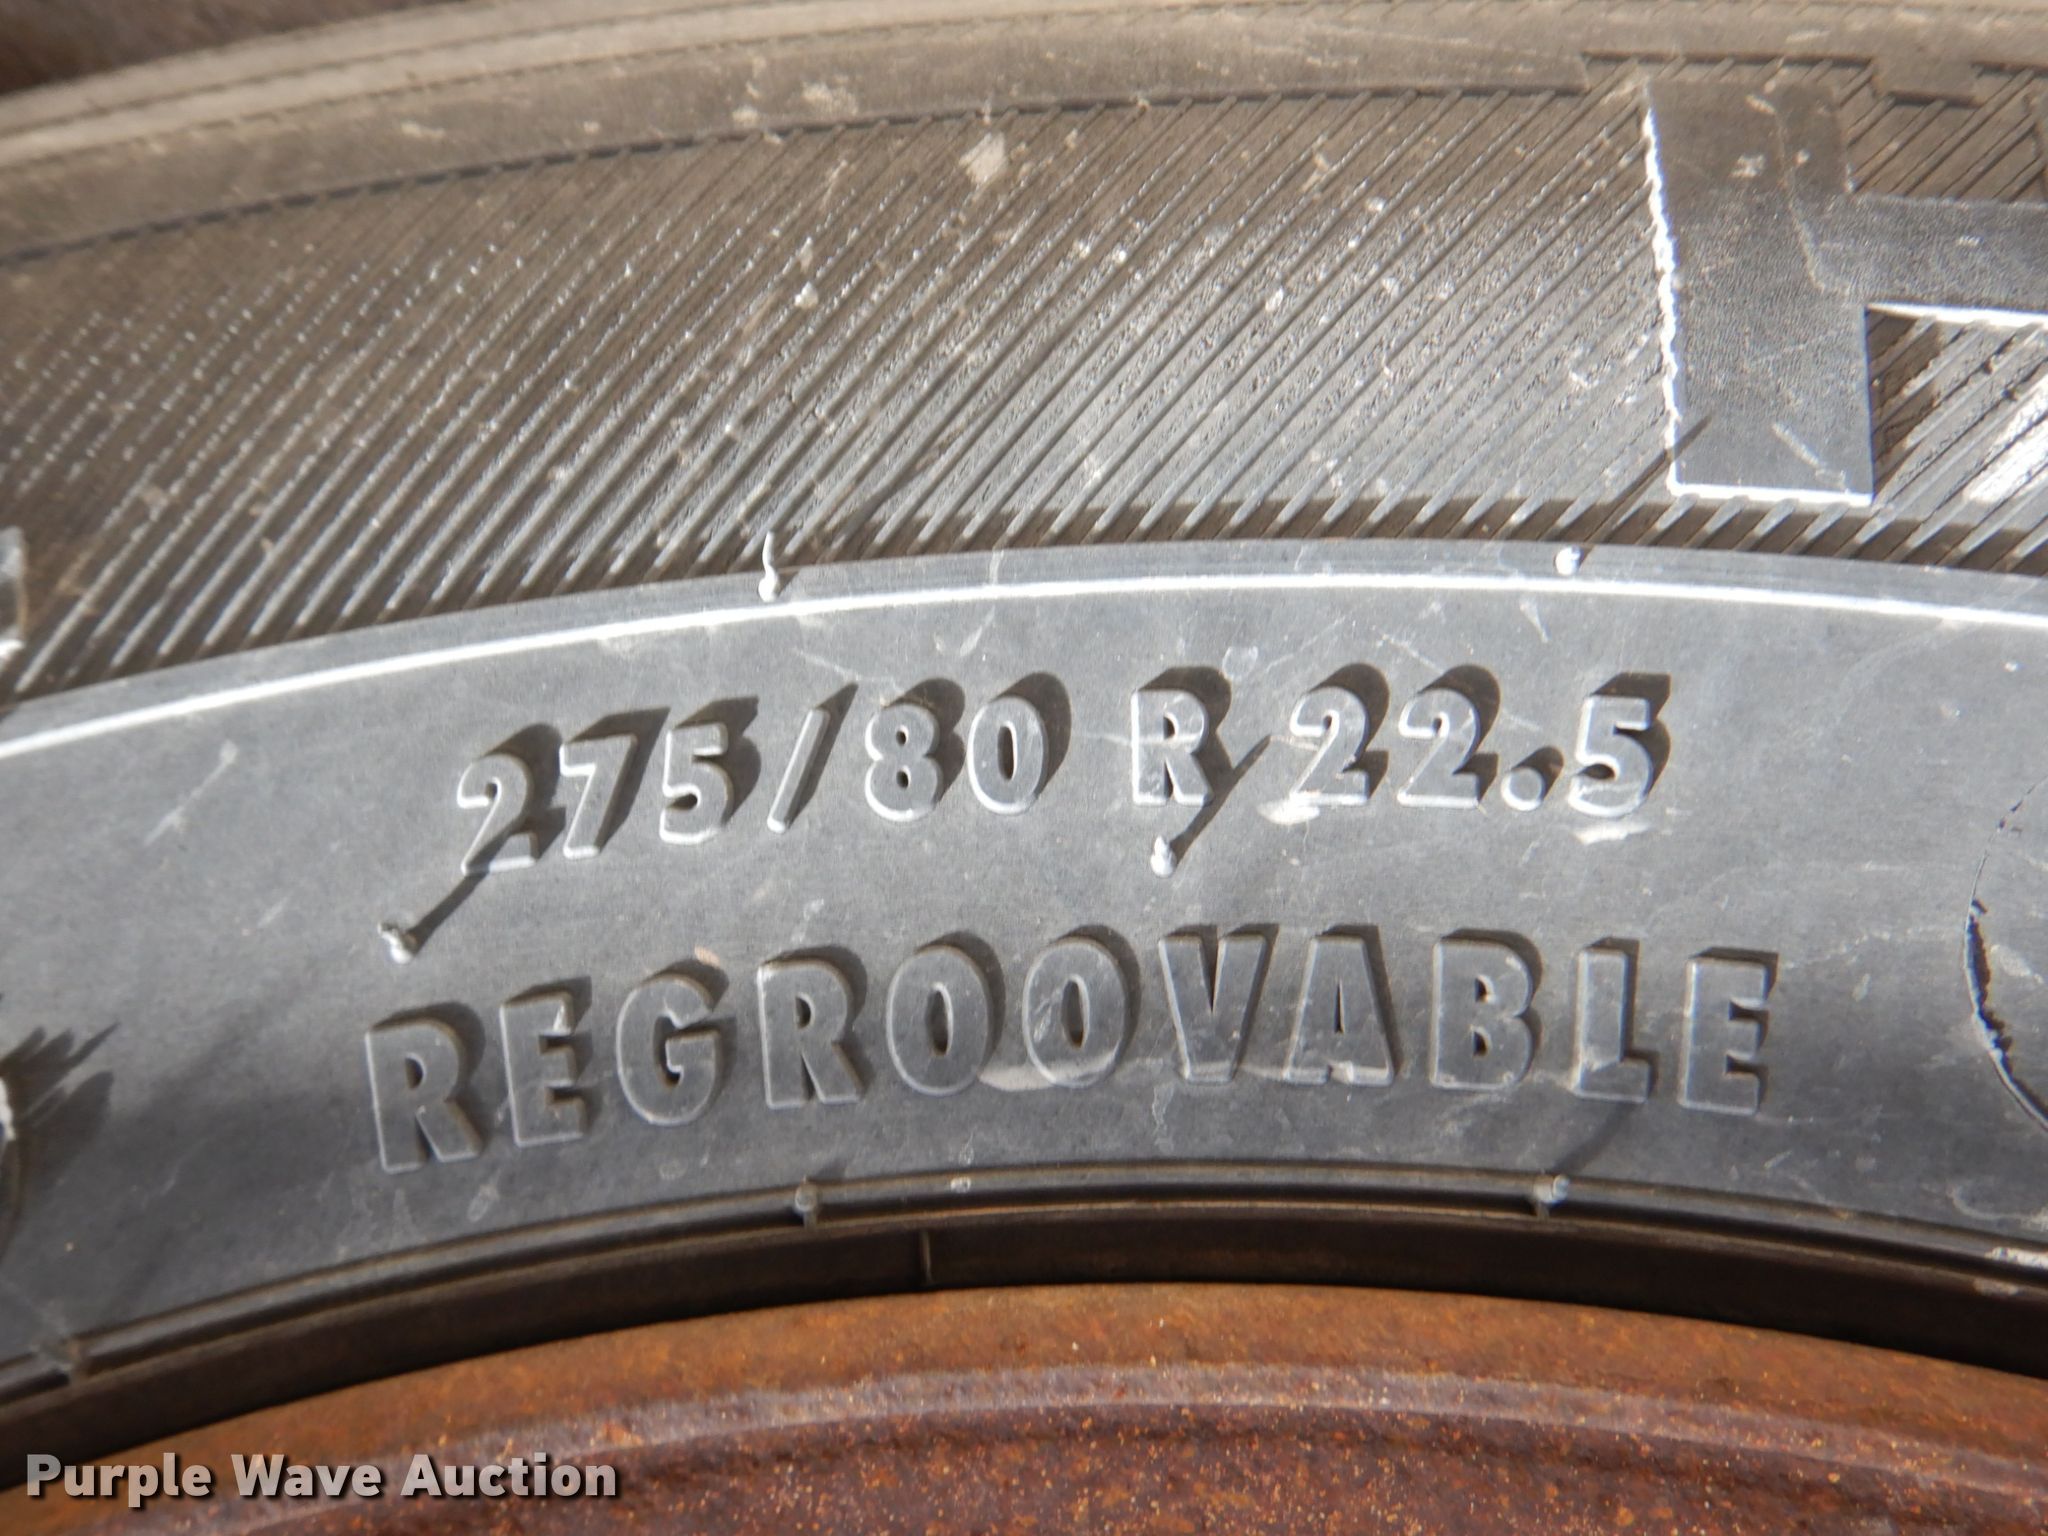 275/80 R 22.5
REGROOVABLE
Purple Wave Auction